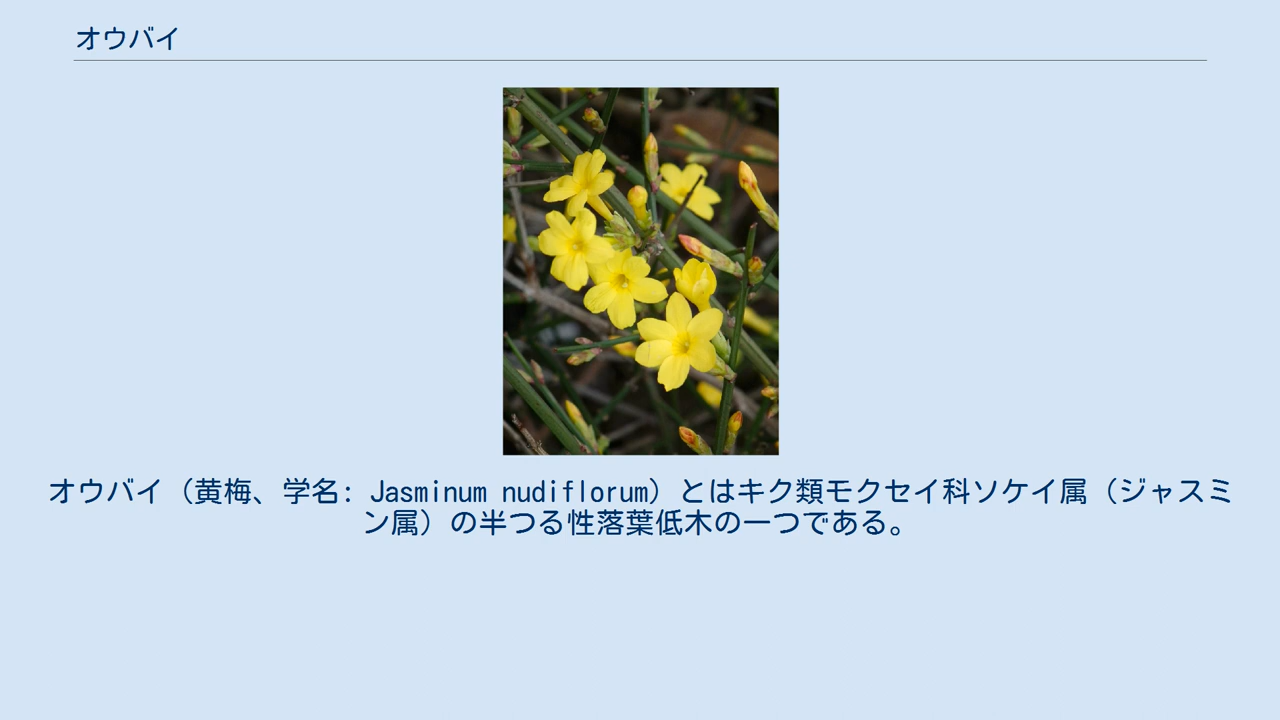 オウバイ
オウバイ（黄梅、学名: Jasminum nudiflorum）とはキク類モクセイ科ソケイ属（ジャスミ
ン属）の半つる性落葉低木の一つである。